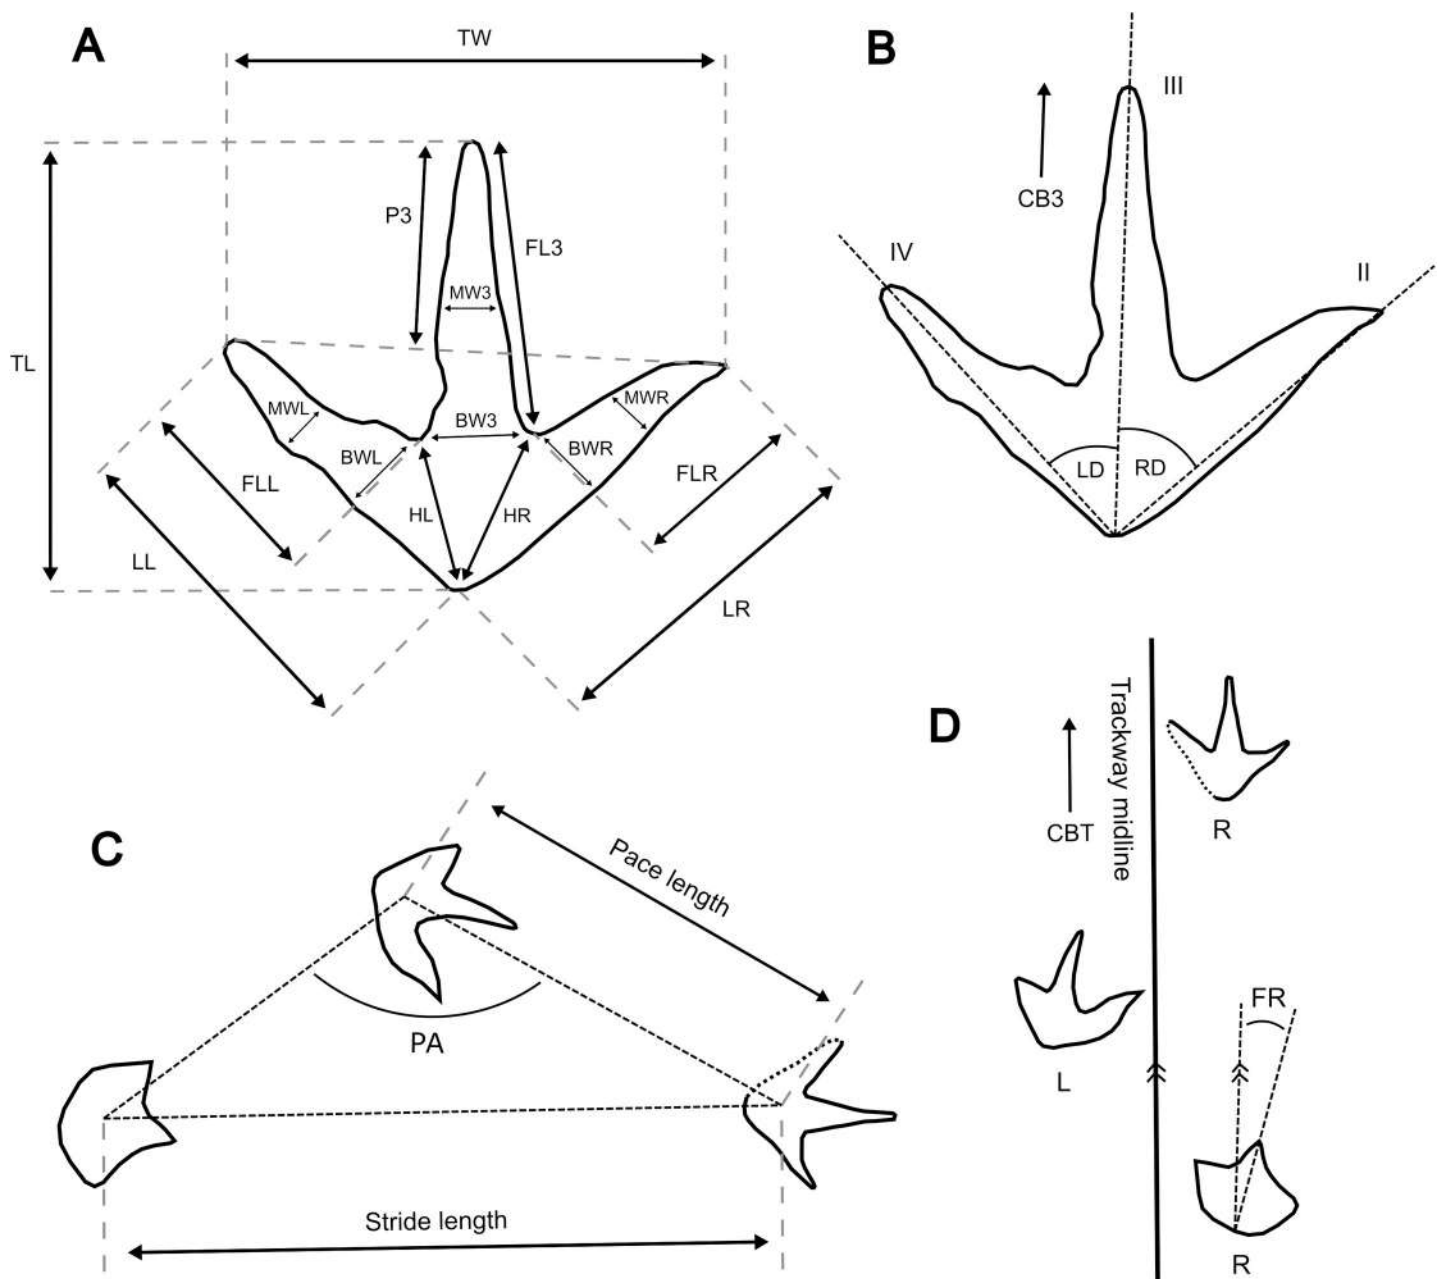 A
TW
P3
FL3
MW3
TL
MWL
MWR
BW3
BWL
BWR
FLL
FLR
HL
HR
LL
LR
B
III
CB3
IV
II
LD
RD
C
Pace length
PA
Stride length
D
Trackway midline
CBT
R
L
FR
R